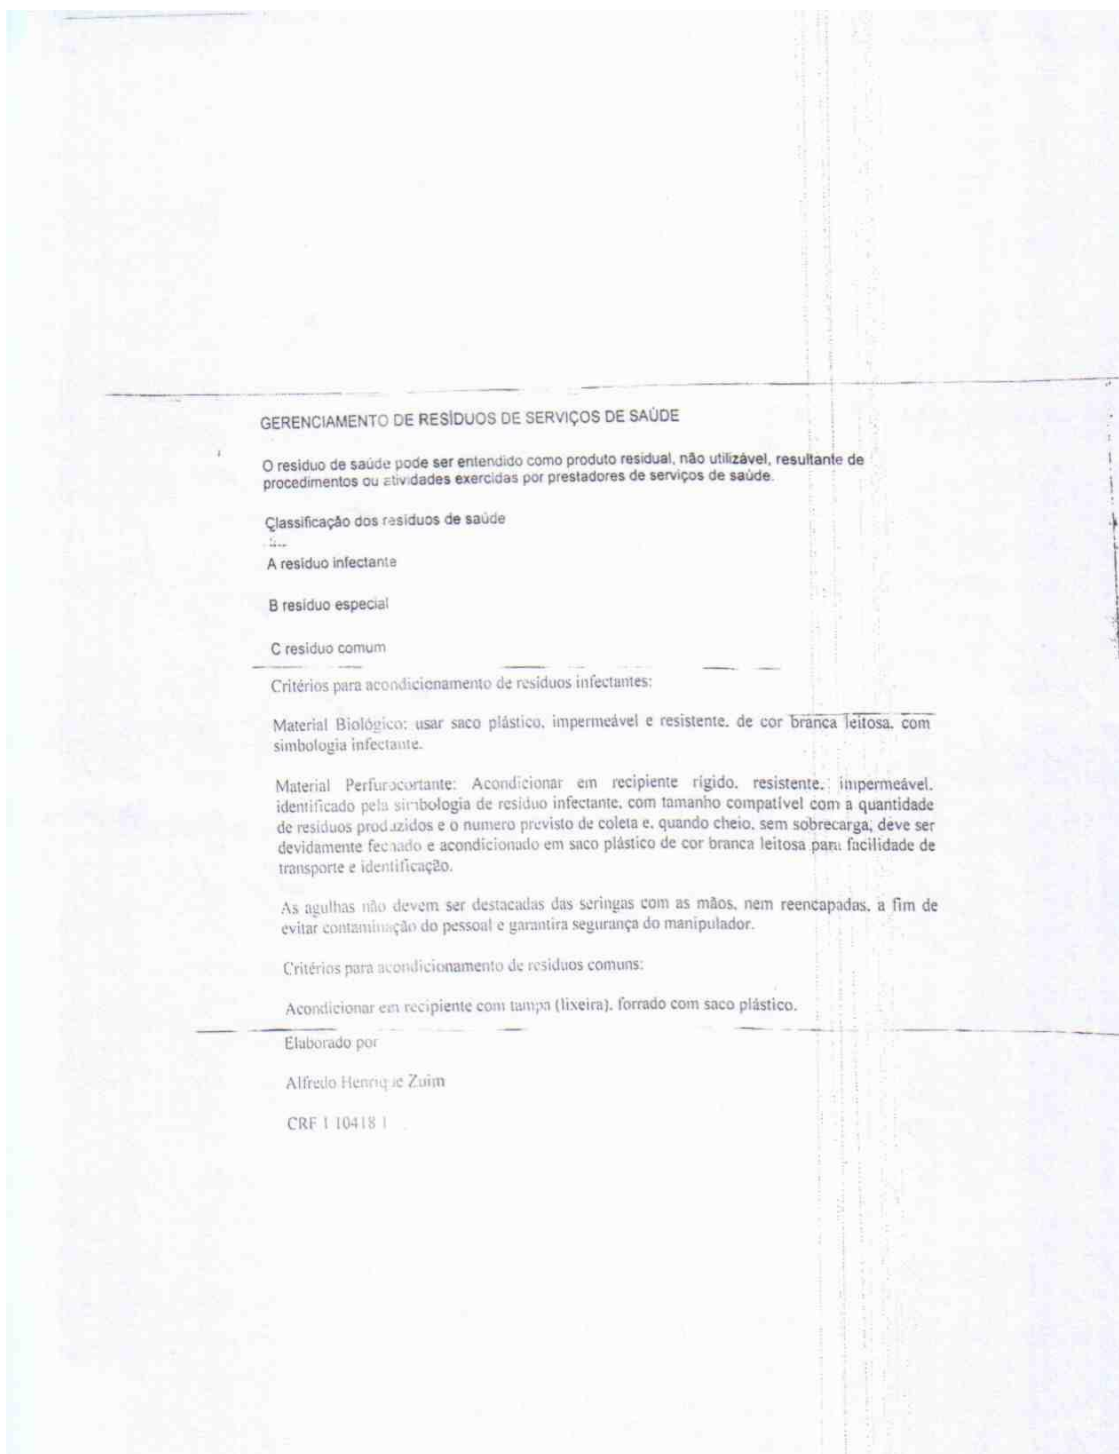 GERENCIAMENTO DE RESÍDUOS DE SERVIÇOS DE SAÚDE
O resíduo de saúde pode ser entendido como produto residual, não utilizável, resultante de
procedimentos ou atividades exercidas por prestadores de serviços de saúde.
Classificação dos resíduos de saúde
A resíduo infectante
B resíduo especial
C resíduo comum
Critérios para acondicionamento de resíduos infectantes:
Material Biológico: usar saco plástico, impermeável e resistente, de cor branca leitosa, com
simbologia infectante.
Material Perfurocortante: Acondicionar em recipiente rígido, resistente, impermeável,
identificado pela simbologia de resíduo infectante, com tamanho compatível com a quantidade
de resíduos produzidos e o numero previsto de coleta e, quando cheio, sem sobrecarga, deve ser
devidamente fechado e acondicionado em saco plástico de cor branca leitosa para facilidade de
transporte e identificação.
As agulhas não devem ser destacadas das seringas com as mãos, nem reencapadas, a fim de
evitar contaminação do pessoal e garantira segurança do manipulador.
Critérios para acondicionamento de resíduos comuns:
Acondicionar em recipiente com tampa (lixeira), forrado com saco plástico.
Elaborado por
Alfredo Henrique Zuim
CRF 1 10418 1